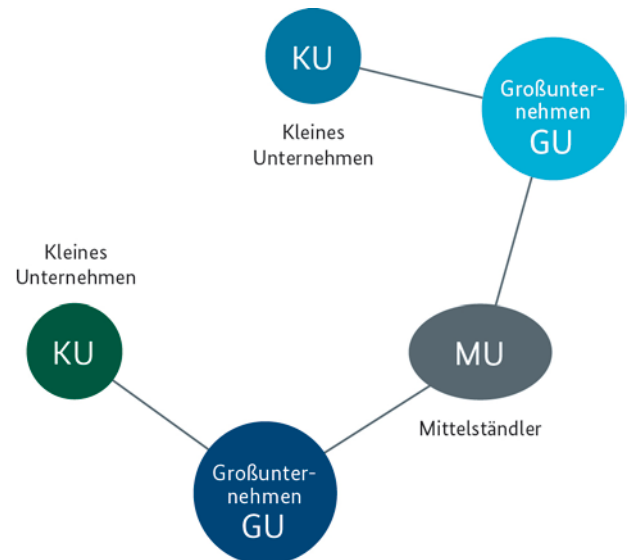 KU
Großunter-
nehmen
GU
Kleines
Unternehmen
Kleines
Unternehmen
KU
MU
Mittelständler
Großunter-
nehmen
GU